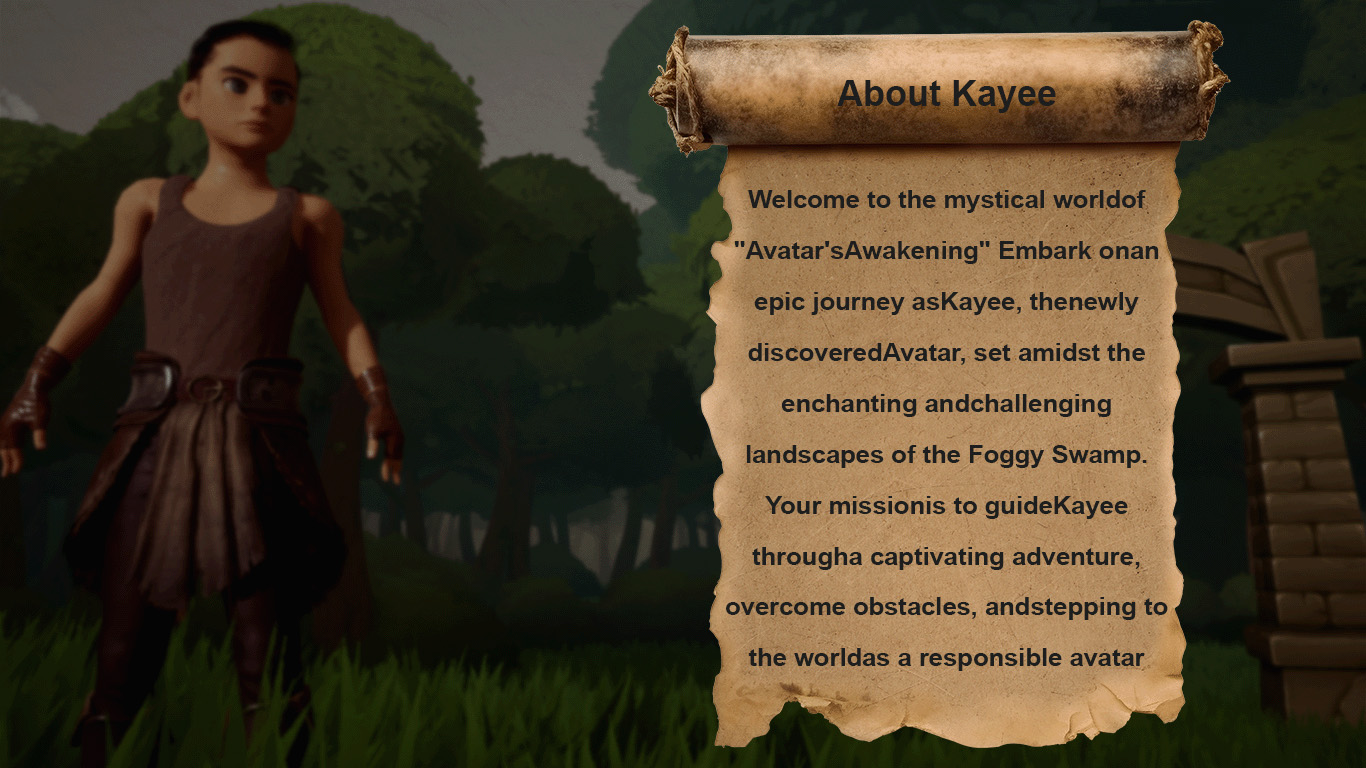 About Kayee
Welcome to the mystical worldof
"Avatar'sAwakening" Embark onan
epic journey asKayee, thenewly
discoveredAvatar, set amidst the
enchanting andchallenging
landscapes of the Foggy Swamp.
Your missionis to guideKayee
througha captivating adventure,
overcome obstacles, andstepping to
the worldas a responsible avatar